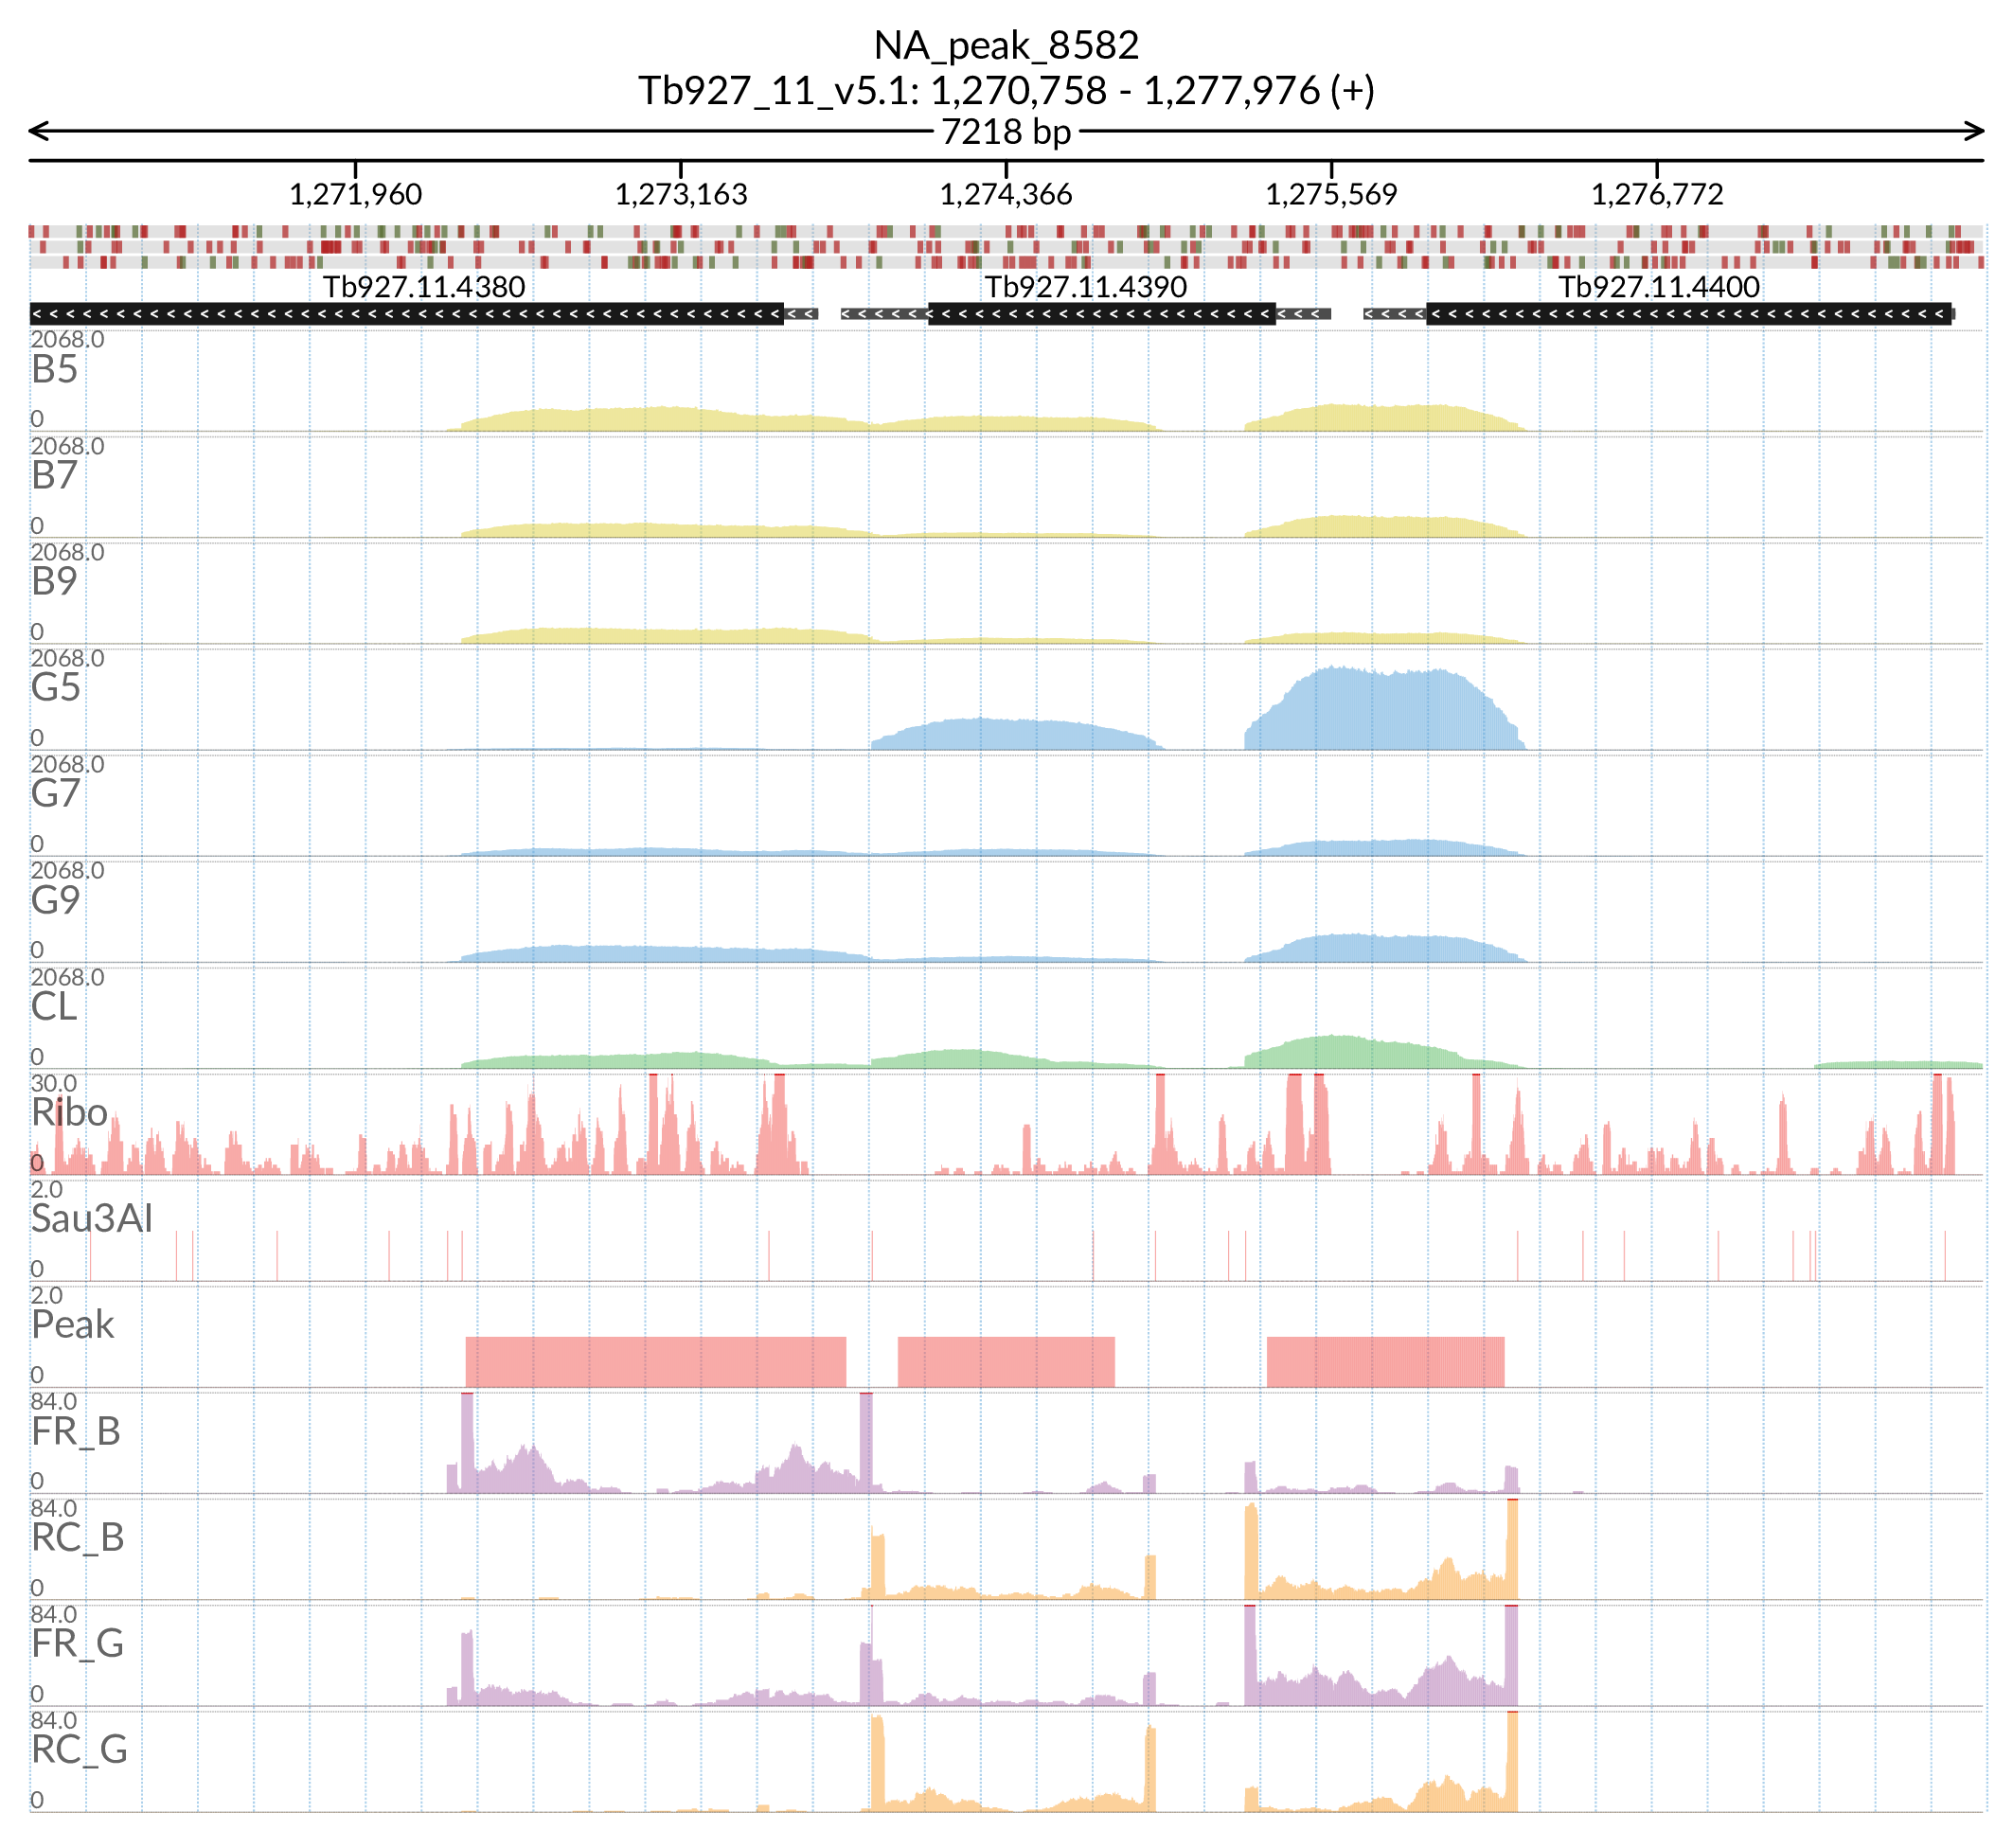 NA_peak_8582
Tb927_11_v5.1: 1,270,758 - 1,277,976 (+)
7218 bp
1,271,960 1,273,163 1,274,366 1,275,569 1,276,772
Tb927.11.4380 Tb927.11.4390 Tb927.11.4400
2068.0
B5
0
2068.0
B7
0
2068.0
B9
0
2068.0
G5
0
2068.0
G7
0
2068.0
G9
0
2068.0
CL
0
30.0
Ribo
0
2.0
Sau3AI
0
2.0
Peak
0
84.0
FR_B
0
84.0
RC_B
0
84.0
FR_G
0
84.0
RC_G
0